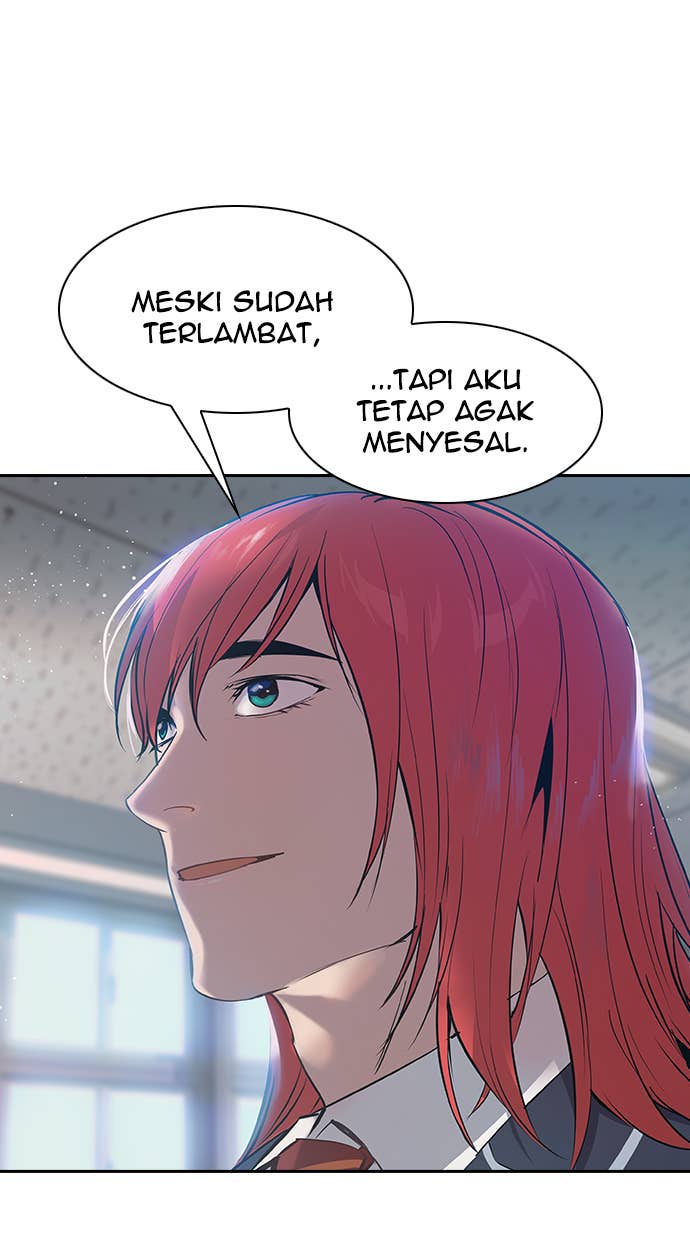 MESKI SUDAH
TERLAMBAT,
...TAPI AKU
TETAP AGAK
MENYESAL.